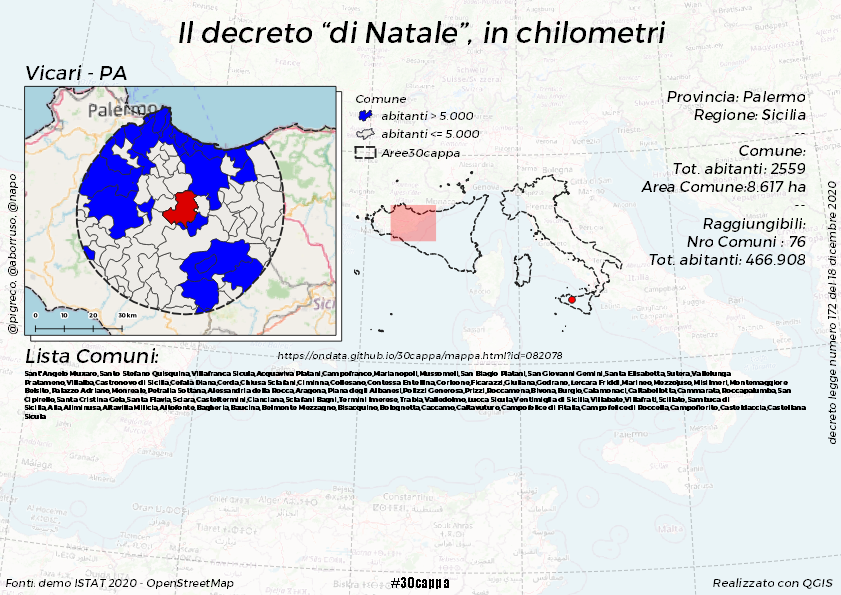 Il decreto “di Natale”, in chilometri
Vicari - PA
Palermo
Sici
0 10 20 30 km
Comune
abitanti > 5.000
abitanti <= 5.000
Aree30cappa
Provincia: Palermo
Regione: Sicilia
--
Comune:
Tot. abitanti: 2559
Area Comune:8.617 ha
--
Raggiungibili:
Nro Comuni : 76
Tot. abitanti: 466.908
@pigreco, @aborruso, @napo
decreto legge numero 172 del 18 dicembre 2020
Lista Comuni:
https://ondata.github.io/30cappa/mappa.html?id=082078
Sant'Angelo Muxaro, Santo Stefano Quisquina, Villafranca Sicula, Acquaviva Platani, Campofranco, Marianopoli, Mussomeli, San Biagio Platani, San Giovanni Gemini, Santa Elisabetta, Sutera, Vallelunga
Pratameno, Villalba, Castronovo di Sicilia, Cefalà Diana, Cerda, Chiusa Sclafani, Ciminna, Collesano, Contessa Entellina, Corleone, Ficarazzi, Giuliana, Godrano, Lercara Friddi, Marineo, Mezzojuso, Misilmeri, Montemaggiore
Belsito, Palazzo Adriano, Monreale, Petralia Sottana, Alessandria della Rocca, Aragona, Piana degli Albanesi, Polizzi Generosa, Prizzi, Roccamena, Bivona, Burgio, Calamonaci, Caltabellotta, Cammarata, Roccapalumba, San
Cipirello, Santa Cristina Gela, Santa Flavia, Sciara, Casteltermini, Cianciana, Sclafani Bagni, Termini Imerese, Trabia, Valledolmo, Lucca Sicula, Ventimiglia di Sicilia, Villabate, Villafrati, Scillato, Santa Luce di
Sicilia, Alia, Aliminusa, Altavilla Milicia, Altofonte, Bagheria, Baucina, Belmonte Mezzagno, Bisacquino, Bolognetta, Caccamo, Caltavuturo, Campofelice di Fitalia, Campofelice di Roccella, Campofiorito, Casteldaccia, Castellana
Sicula
Constantine
Fonti: demo ISTAT 2020 - OpenStreetMap
#30cappa
Realizzato con QGIS